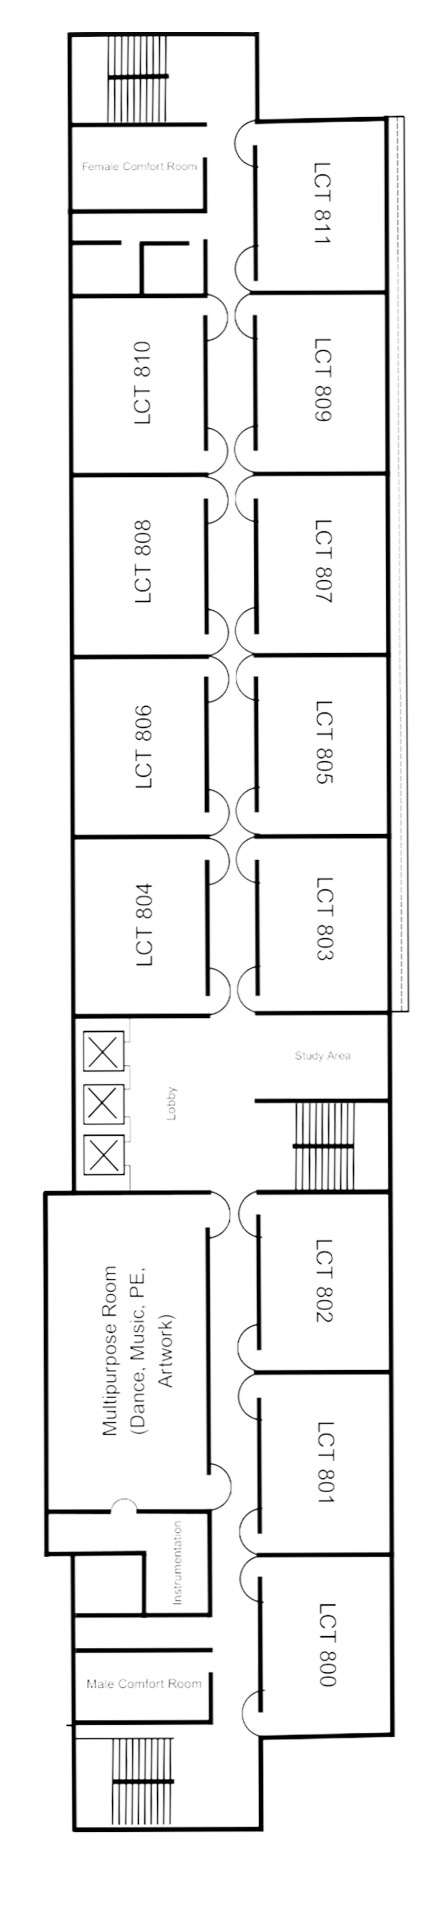 Female Comfort Room
LCT 811
LCT 810
LCT 809
LCT 808
LCT 807
LCT 806
LCT 805
LCT 804
LCT 803
Study Area
Lobby
LCT 802
Multipurpose Room
(Dance, Music, PE,
Artwork)
LCT 801
Instrumentation
LCT 800
Male Comfort Room